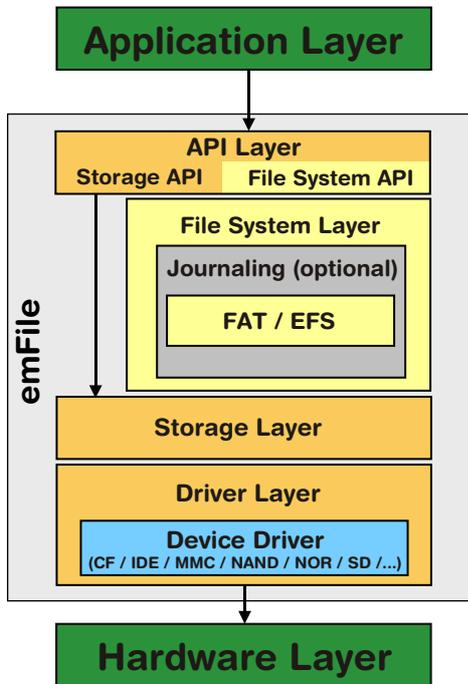 Application Layer
API Layer
Storage API
File System API
File System Layer
Journaling (optional)
FAT / EFS
emFile
Storage Layer
Driver Layer
Device Driver
(CF / IDE / MMC / NAND / NOR / SD /...)
Hardware Layer